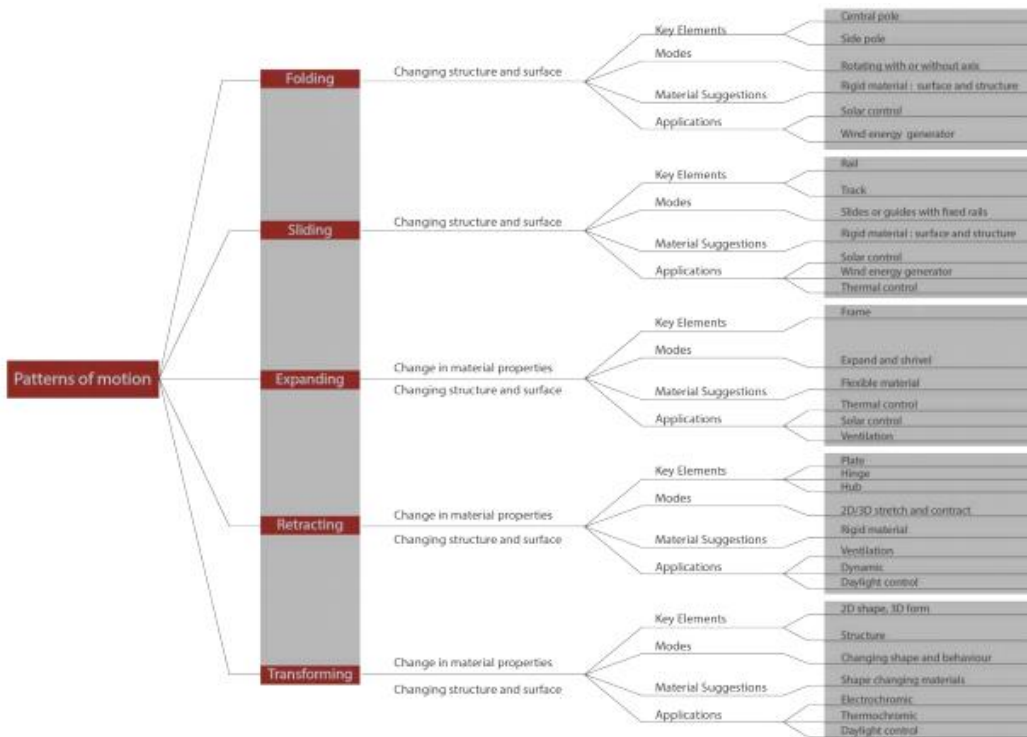 Patterns of motion
Folding
Changing structure and surface
Key Elements
Central pole
Side pole
Modes
Rotating with or without axis
Material Suggestions
Rigid material : surface and structure
Applications
Solar control
Wind energy generator
Sliding
Changing structure and surface
Key Elements
Rail
Track
Modes
Slides or guides with fixed rails
Material Suggestions
Rigid material : surface and structure
Applications
Solar control
Wind energy generator
Thermal control
Expanding
Change in material properties
Changing structure and surface
Key Elements
Frame
Modes
Expand and shrivel
Material Suggestions
Flexible material
Applications
Thermal control
Solar control
Ventilation
Retracting
Change in material properties
Changing structure and surface
Key Elements
Plate
Hinge
Hub
Modes
2D/3D stretch and contract
Material Suggestions
Rigid material
Applications
Ventilation
Dynamic
Daylight control
Transforming
Change in material properties
Changing structure and surface
Key Elements
2D shape, 3D form
Structure
Modes
Changing shape and behaviour
Material Suggestions
Shape changing materials
Applications
Electrochromic
Thermochromic
Daylight control